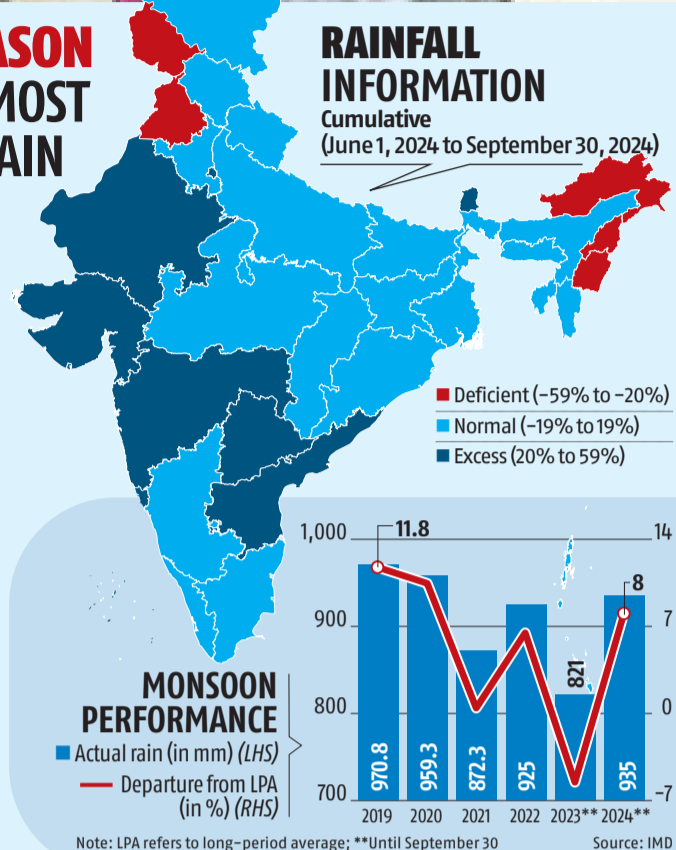 ASON
MOST
AIN
RAINFALL
INFORMATION
Cumulative
(June 1, 2024 to September 30, 2024)
Deficient (−59% to −20%)
Normal (−19% to 19%)
Excess (20% to 59%)
MONSOON
PERFORMANCE
Actual rain (in mm) (LHS)
Departure from LPA
(in %) (RHS)
1,000
900
800
700
11.8
8
14
7
0
−7
970.8
959.3
872.3
925
821
935
2019 2020 2021 2022 2023** 2024**
Note: LPA refers to long-period average; **Until September 30
Source: IMD